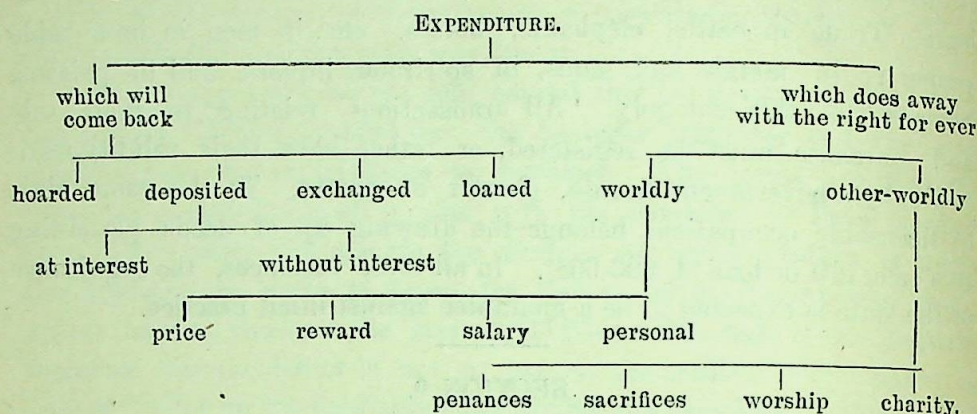 EXPENDITURE.
which will
come back
which does away
with the right for ever
hoarded deposited exchanged loaned worldly other-worldly
at interest without interest
price reward salary personal
penances sacrifices worship charity.